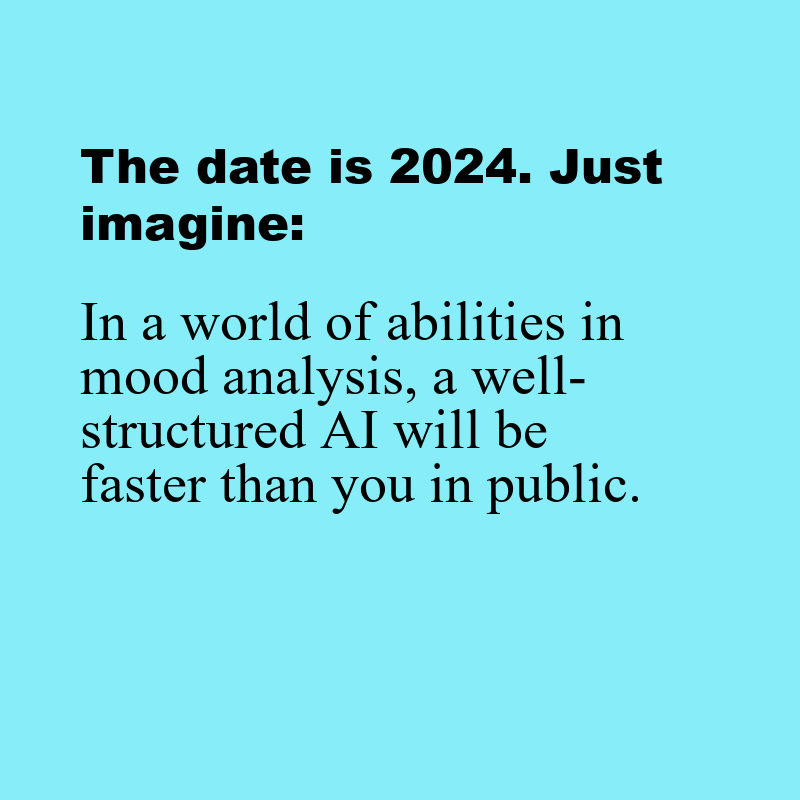 The date is 2024. Just
imagine:
In a world of abilities in
mood analysis, a well-
structured AI will be
faster than you in public.